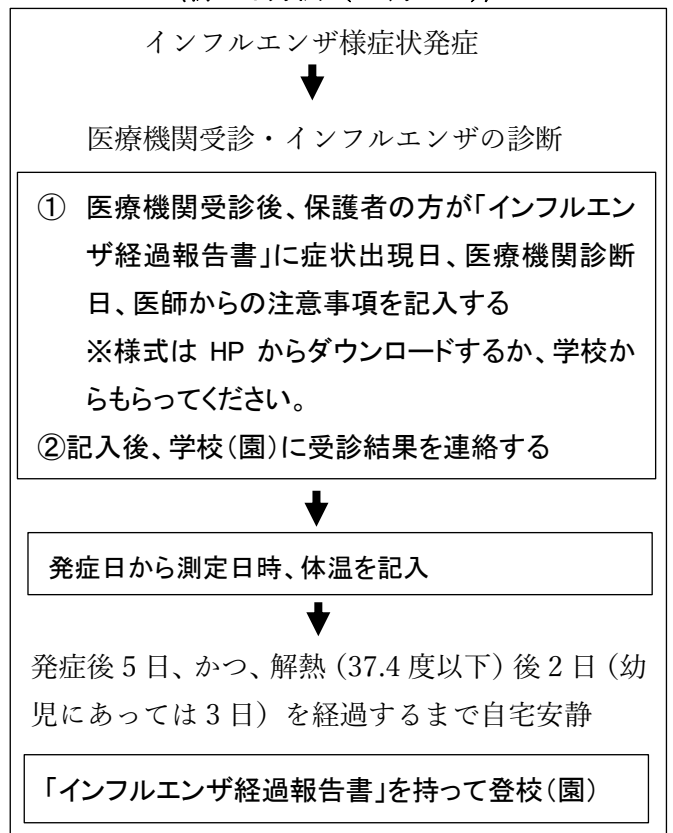 インフルエンザ様症状発症
医療機関受診・インフルエンザの診断
① 医療機関受診後、保護者の方が「インフルエン
ザ経過報告書」に症状出現日、医療機関診断
日、医師からの注意事項を記入する
※様式は HP からダウンロードするか、学校か
らもらってください。
②記入後、学校(園)に受診結果を連絡する
発症日から測定日時、体温を記入
発症後 5 日、かつ、解熱（37.4 度以下）後 2 日（幼
児にあっては 3 日）を経過するまで自宅安静
「インフルエンザ経過報告書」を持って登校(園)